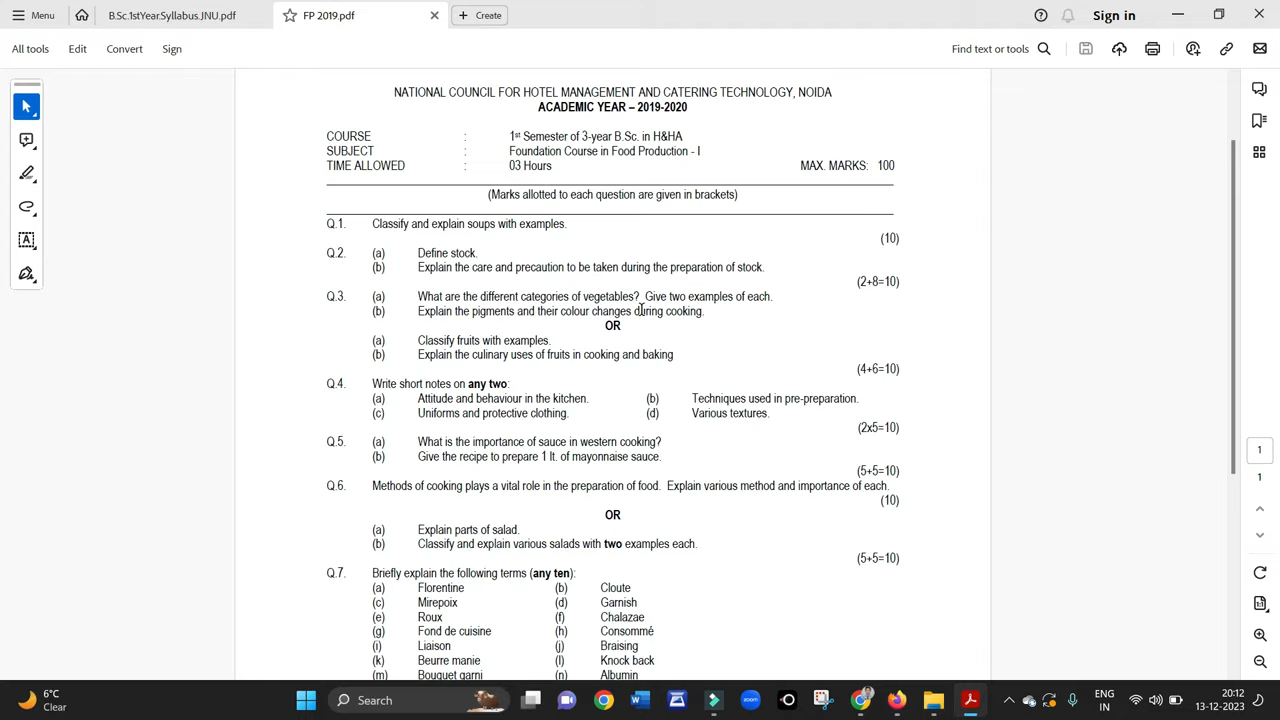 Menu B.Sc.1stYear.Syllabus.JNU.pdf FP 2019.pdf Create Sign in
All tools Edit Convert Sign Find text or tools
NATIONAL COUNCIL FOR HOTEL MANAGEMENT AND CATERING TECHNOLOGY, NOIDA
ACADEMIC YEAR – 2019-2020
COURSE : 1st Semester of 3-year B.Sc. in H&HA
SUBJECT : Foundation Course in Food Production - I
TIME ALLOWED : 03 Hours MAX. MARKS: 100
(Marks allotted to each question are given in brackets)
Q.1. Classify and explain soups with examples.
(10)
Q.2. (a) Define stock.
(b) Explain the care and precaution to be taken during the preparation of stock.
(2+8=10)
Q.3. (a) What are the different categories of vegetables? Give two examples of each.
(b) Explain the pigments and their colour changes during cooking.
OR
(a) Classify fruits with examples.
(b) Explain the culinary uses of fruits in cooking and baking
(4+6=10)
Q.4. Write short notes on any two:
(a) Attitude and behaviour in the kitchen. (b) Techniques used in pre-preparation.
(c) Uniforms and protective clothing. (d) Various textures.
(2x5=10)
Q.5. (a) What is the importance of sauce in western cooking?
(b) Give the recipe to prepare 1 lt. of mayonnaise sauce.
(5+5=10)
Q.6. Methods of cooking plays a vital role in the preparation of food. Explain various method and importance of each.
(10)
OR
(a) Explain parts of salad.
(b) Classify and explain various salads with two examples each.
(5+5=10)
Q.7. Briefly explain the following terms (any ten):
(a) Florentine (b) Cloute
(c) Mirepoix (d) Garnish
(e) Roux (f) Chalazae
(g) Fond de cuisine (h) Consommé
(i) Liaison (j) Braising
(k) Beurre manie (l) Knock back
(m) Bouquet garni (n) Albumin
1
1
6°C
Clear
Search
zoom
ENG
IN
20:12
13-12-2023